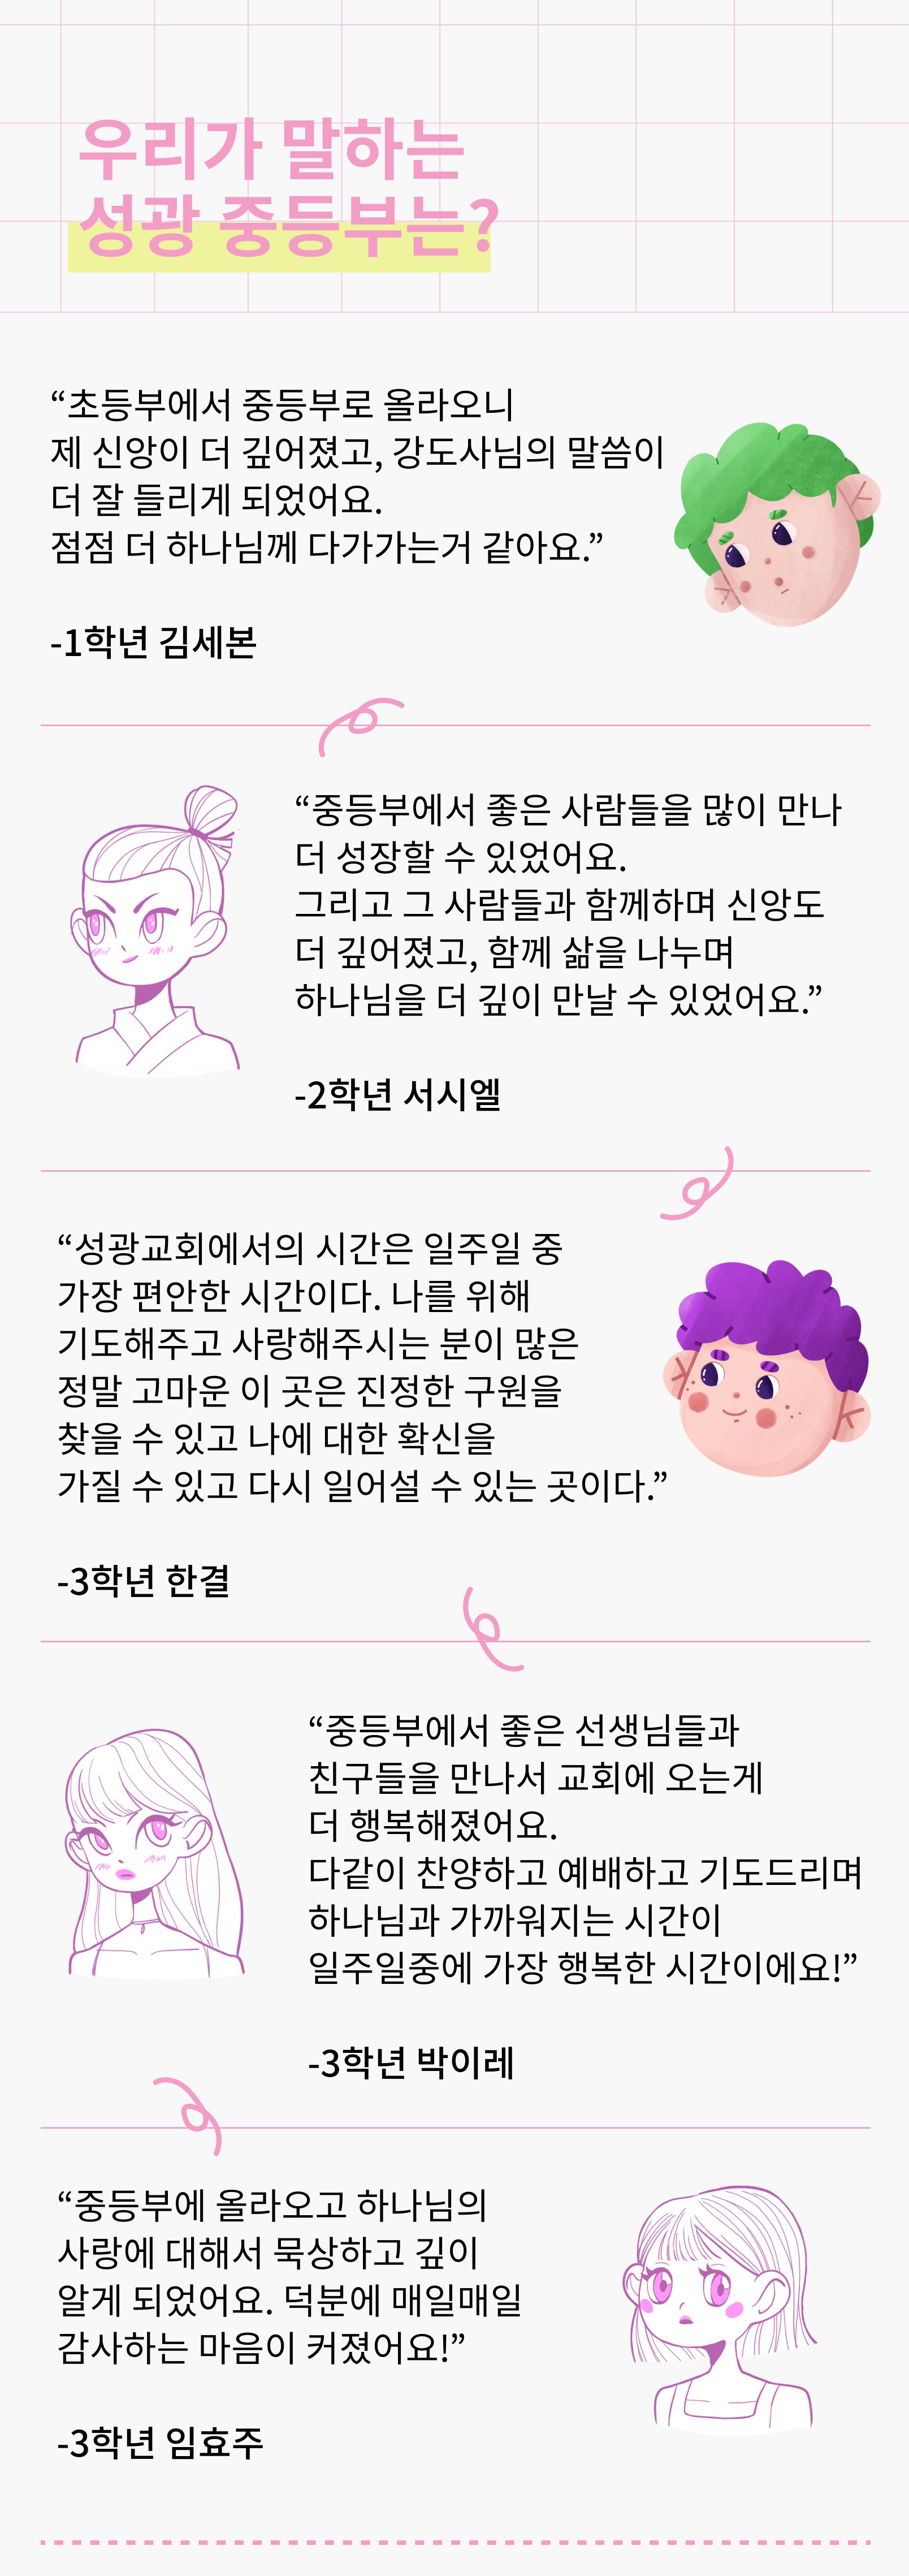 우리가 말하는
성광 중등부는?
“초등부에서 중등부로 올라오니
제 신앙이 더 깊어졌고, 강도사님의 말씀이
더 잘 들리게 되었어요.
점점 더 하나님께 다가가는거 같아요.”
-1학년 김세본
“중등부에서 좋은 사람들을 많이 만나
더 성장할 수 있었어요.
그리고 그 사람들과 함께하며 신앙도
더 깊어졌고, 함께 삶을 나누며
하나님을 더 깊이 만날 수 있었어요.”
-2학년 서시엘
“성광교회에서의 시간은 일주일 중
가장 편안한 시간이다. 나를 위해
기도해주고 사랑해주시는 분이 많은
정말 고마운 이 곳은 진정한 구원을
찾을 수 있고 나에 대한 확신을
가질 수 있고 다시 일어설 수 있는 곳이다.”
-3학년 한결
“중등부에서 좋은 선생님들과
친구들을 만나서 교회에 오는게
더 행복해졌어요.
다같이 찬양하고 예배하고 기도드리며
하나님과 가까워지는 시간이
일주일중에 가장 행복한 시간이에요!”
-3학년 박이레
“중등부에 올라오고 하나님의
사랑에 대해서 묵상하고 깊이
알게 되었어요. 덕분에 매일매일
감사하는 마음이 커졌어요!”
-3학년 임효주